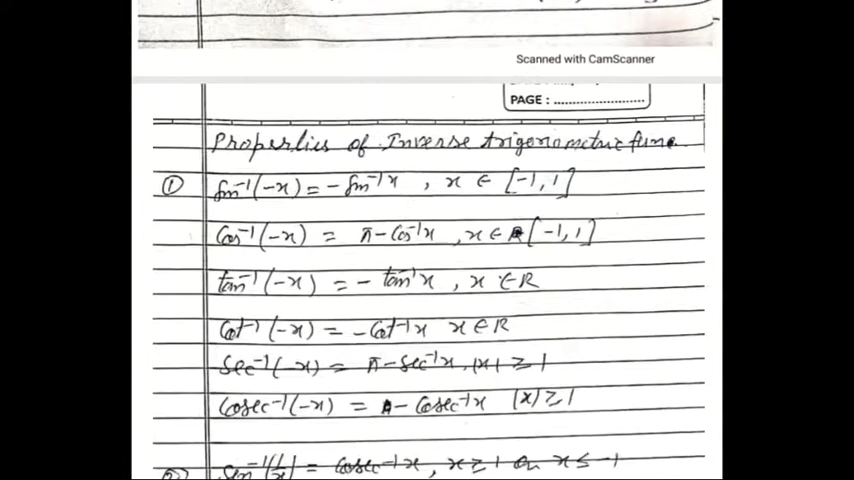 Scanned with CamScanner
PAGE : ........................
Properties of Inverse trigonometric func.
① sin⁻¹(-x) = - sin⁻¹x , x ∈ [-1, 1]
Cos⁻¹(-x) = π - Cos⁻¹x , x ∈ [-1, 1]
tan⁻¹(-x) = - tan⁻¹x , x ∈ R
Cot⁻¹(-x) = - Cot⁻¹x x ∈ R
Sec⁻¹(-x) = π - Sec⁻¹x , |x| ≥ 1
Cosec⁻¹(-x) = - Cosec⁻¹x |x| ≥ 1
sin⁻¹(1/x) = Cosec⁻¹x , x ≥ 1 or x ≤ -1